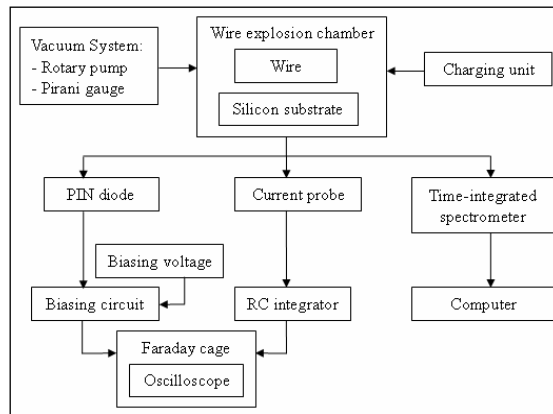 Vacuum System:
- Rotary pump
- Pirani gauge
Wire explosion chamber
Wire
Silicon substrate
Charging unit
PIN diode
Current probe
Time-integrated
spectrometer
Biasing voltage
Biasing circuit
RC integrator
Computer
Faraday cage
Oscilloscope